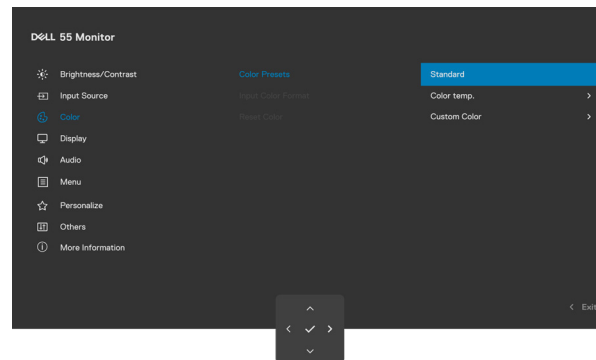 DELL 55 Monitor
Brightness/Contrast
Color Presets
Standard
Input Source
Input Color Format
Color temp.
Color
Reset Color
Custom Color
Display
Audio
Menu
Personalize
Others
More Information
Exit